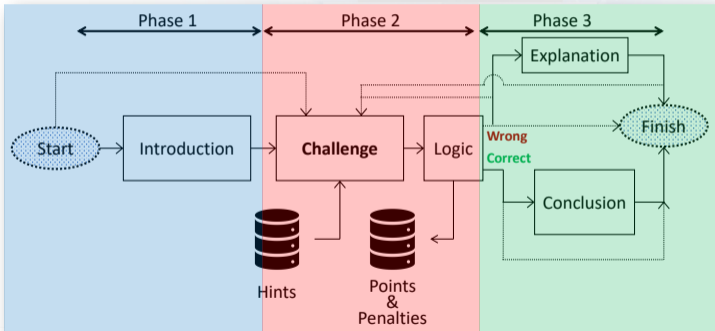 Phase 1
Phase 2
Phase 3
Explanation
Start
Introduction
Challenge
Logic
Wrong
Correct
Finish
Conclusion
Hints
Points
&
Penalties